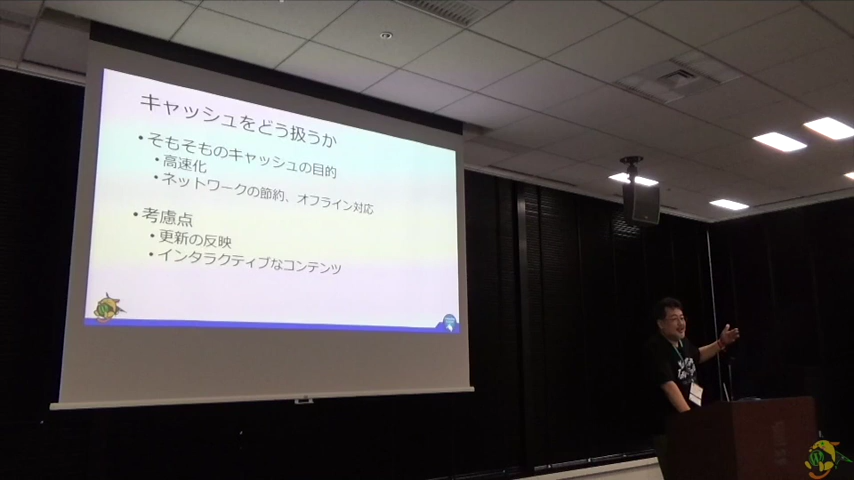 キャッシュをどう扱うか
•そもそものキャッシュの目的
•高速化
•ネットワークの節約、オフライン対応
•考慮点
•更新の反映
•インタラクティブなコンテンツ